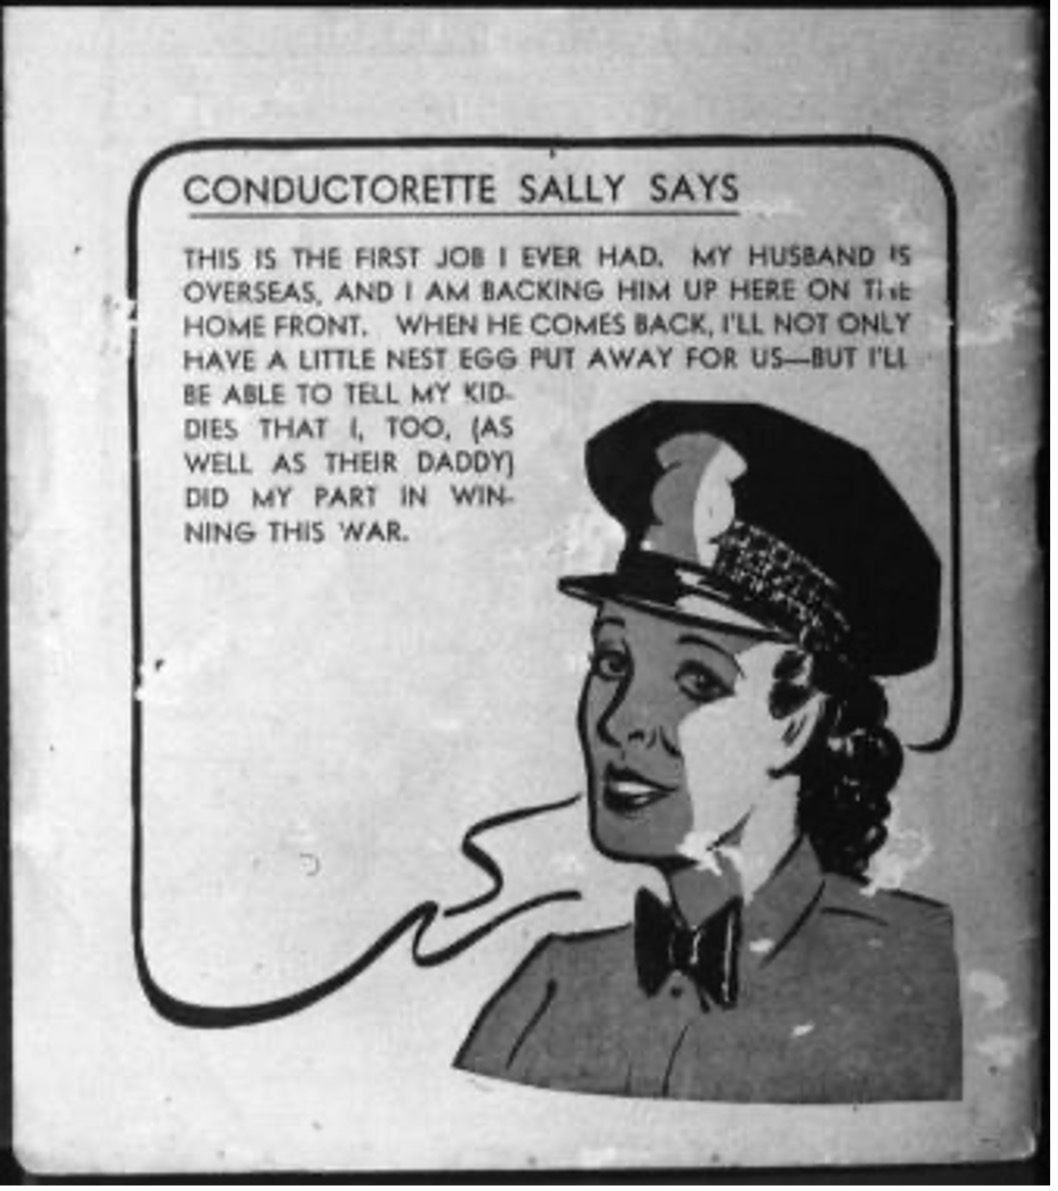 CONDUCTORETTE SALLY SAYS
THIS IS THE FIRST JOB I EVER HAD. MY HUSBAND IS
OVERSEAS, AND I AM BACKING HIM UP HERE ON THE
HOME FRONT. WHEN HE COMES BACK, I'LL NOT ONLY
HAVE A LITTLE NEST EGG PUT AWAY FOR US—BUT I'LL
BE ABLE TO TELL MY KID-
DIES THAT I, TOO, (AS
WELL AS THEIR DADDY)
DID MY PART IN WIN-
NING THIS WAR.